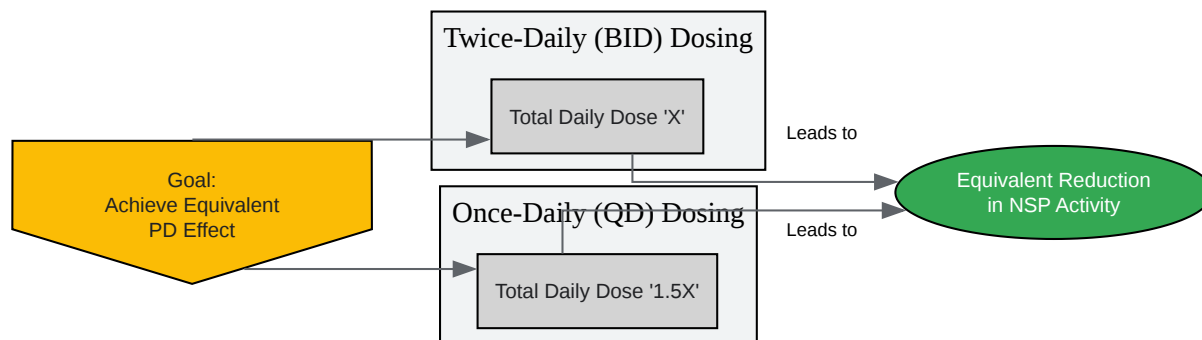 Twice-Daily (BID) Dosing
Total Daily Dose 'X'
Leads to
Goal:
Achieve Equivalent
PD Effect
Equivalent Reduction
in NSP Activity
Once-Daily (QD) Dosing
Leads to
Total Daily Dose '1.5X'